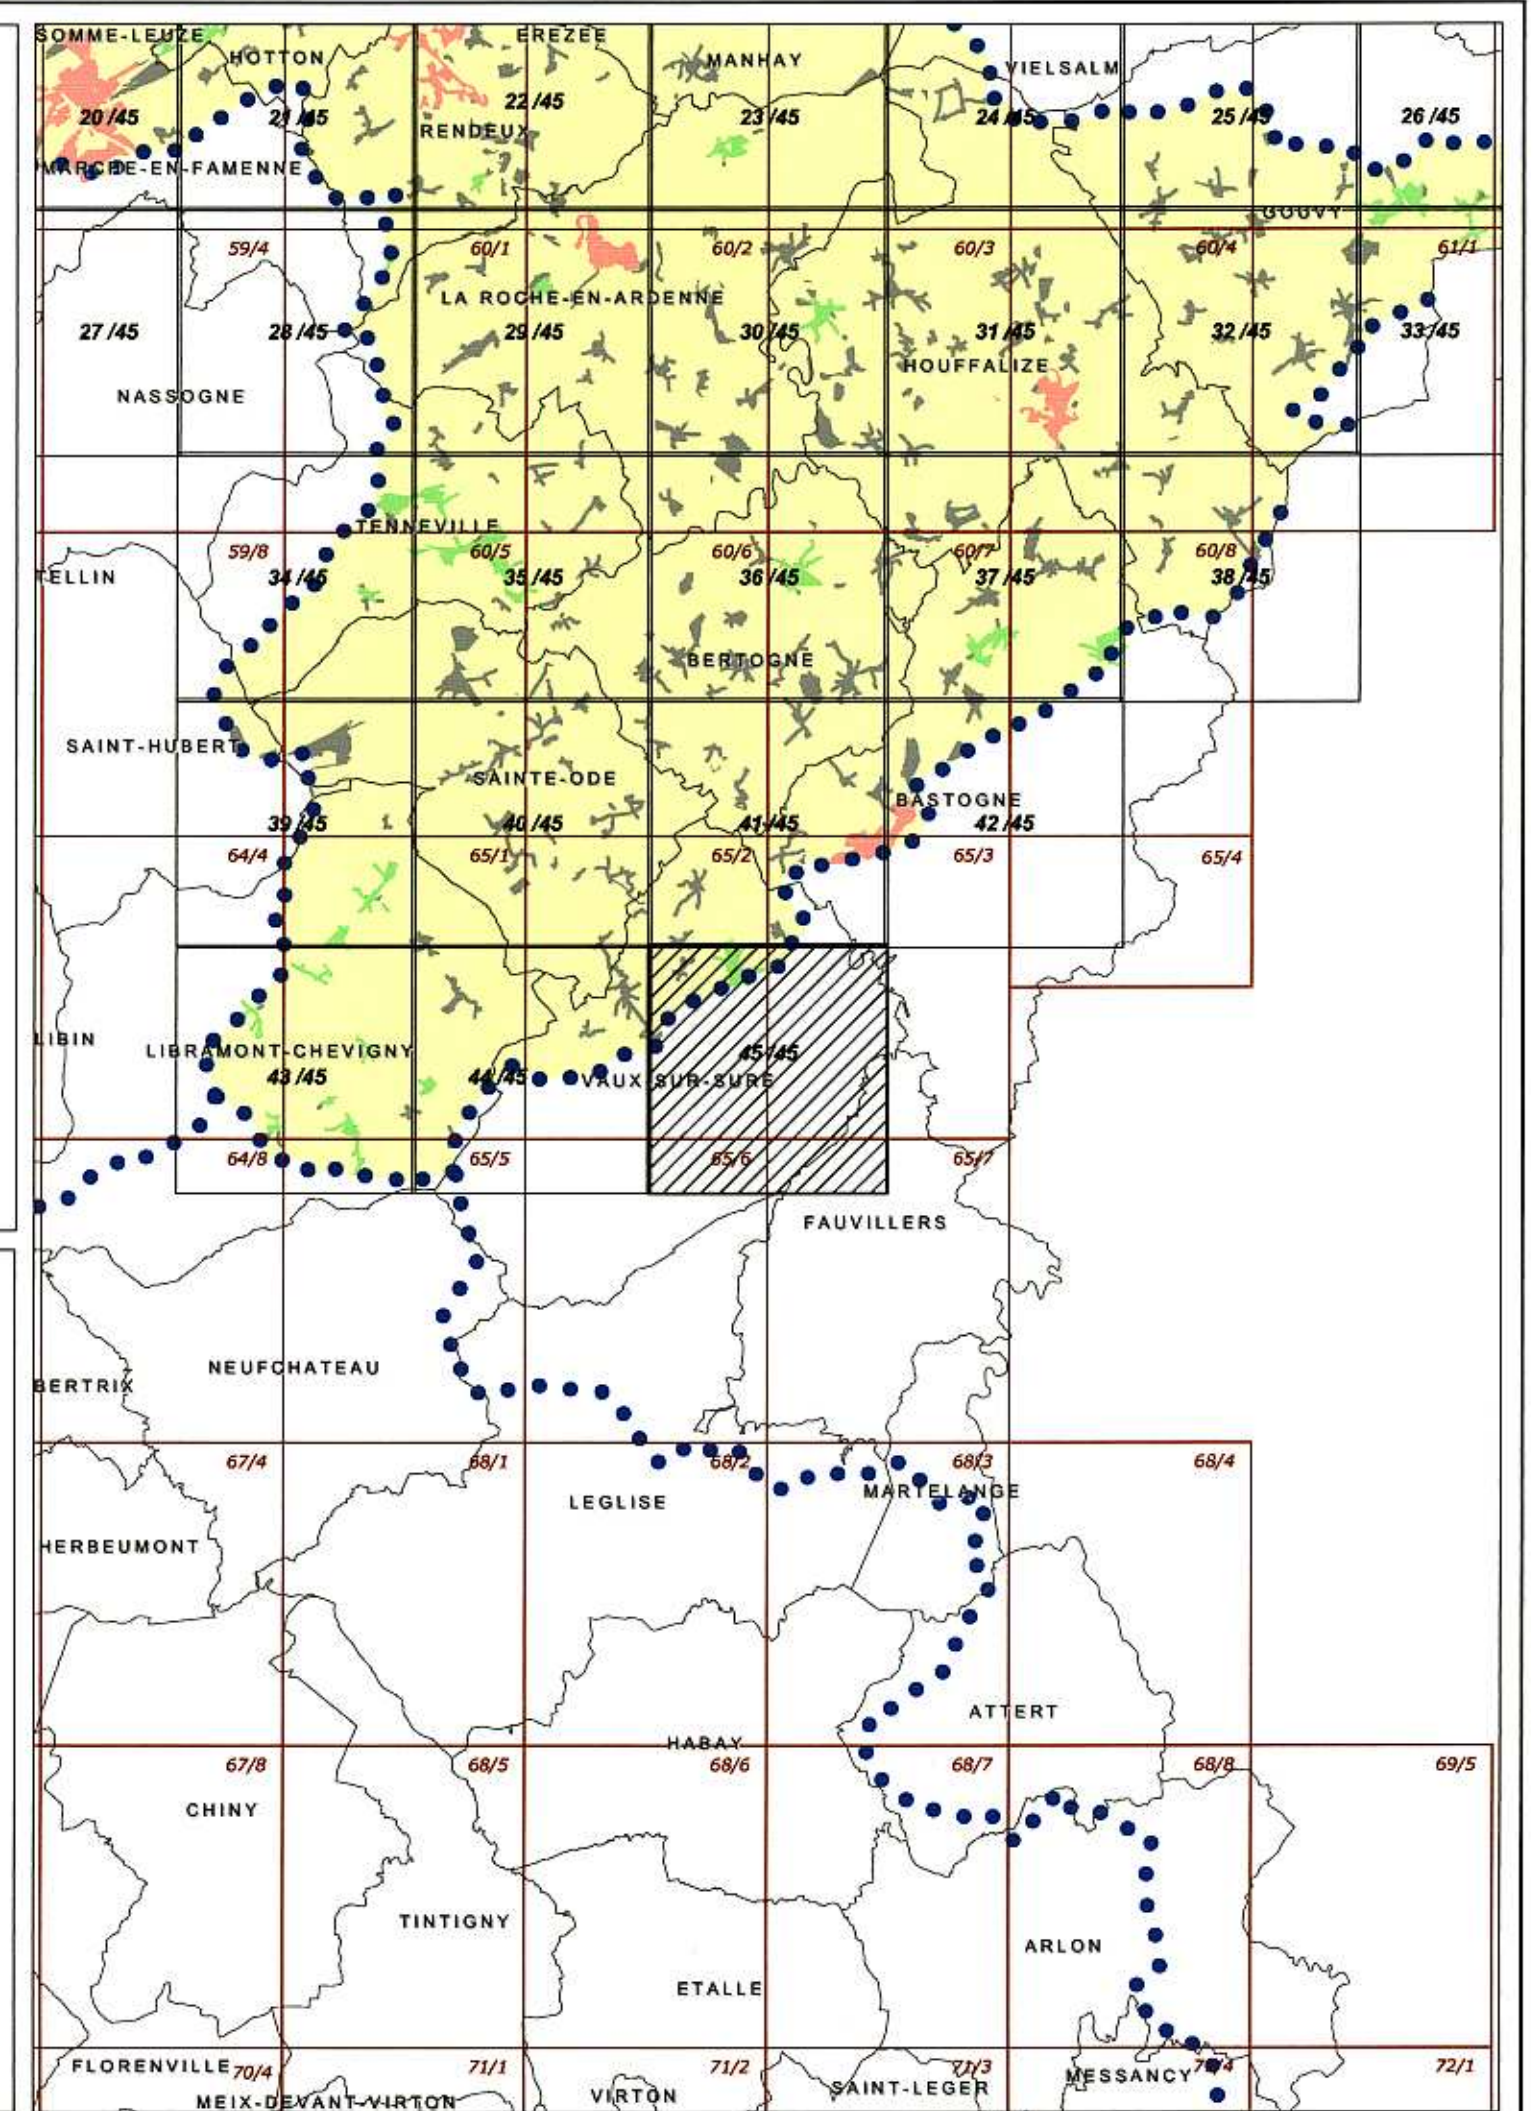 SOMME-LEUZE
EREZEE
HOTTON
MANHAY
VIELSALM
20/45
21/45
22/45
23/45
24/45
25/45
26/45
RENDEUX
MARCHE-EN-FAMENNE
GOUVY
59/4
60/1
60/2
60/3
60/4
61/1
LA ROCHE-EN-ARDENNE
27/45
28/45
29/45
30/45
31/45
32/45
33/45
HOUFFALIZE
NASSOGNE
TENNEVILLE
59/8
60/5
60/6
60/7
60/8
TELLIN
34/45
35/45
36/45
37/45
38/45
BERTOGNE
SAINT-HUBERT
SAINTE-ODE
BASTOGNE
39/45
40/45
41/45
42/45
64/4
65/1
65/2
65/3
65/4
LIBIN
LIBRAMONT-CHEVIGNY
45/45
43/45
44/45
VAUX-SUR-SURE
64/8
65/5
65/6
65/7
FAUVILLERS
NEUFCHATEAU
BERTRIX
67/4
68/1
68/2
68/3
68/4
MARTELANGE
LEGLISE
HERBEUMONT
ATTERT
HABAY
67/8
68/5
68/6
68/7
68/8
69/5
CHINY
TINTIGNY
ARLON
ETALLE
FLORENVILLE
70/4
71/1
71/2
71/3
71/4
72/1
MESSANCY
SAINT-LEGER
VIRTON
MEIX-DEVANT-VIRTON